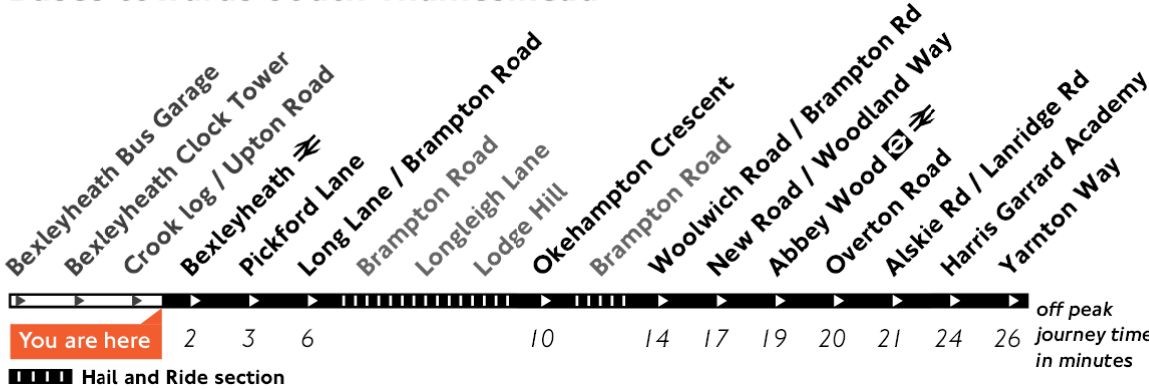 Bexleyheath Bus Garage
Bexleyheath Clock Tower
Crook log / Upton Road
Bexleyheath
Pickford Lane
Long Lane / Brampton Road
Brampton Road
Longleigh Lane
Lodge Hill
Okehampton Crescent
Brampton Road
Woolwich Road / Brampton Rd
New Road / Woodland Way
Abbey Wood
Overton Road
Alskie Rd / Lanridge Rd
Harris Garrard Academy
Yarnton Way
You are here
2 3 6 10 14 17 19 20 21 24 26
off peak
journey time
in minutes
Hail and Ride section